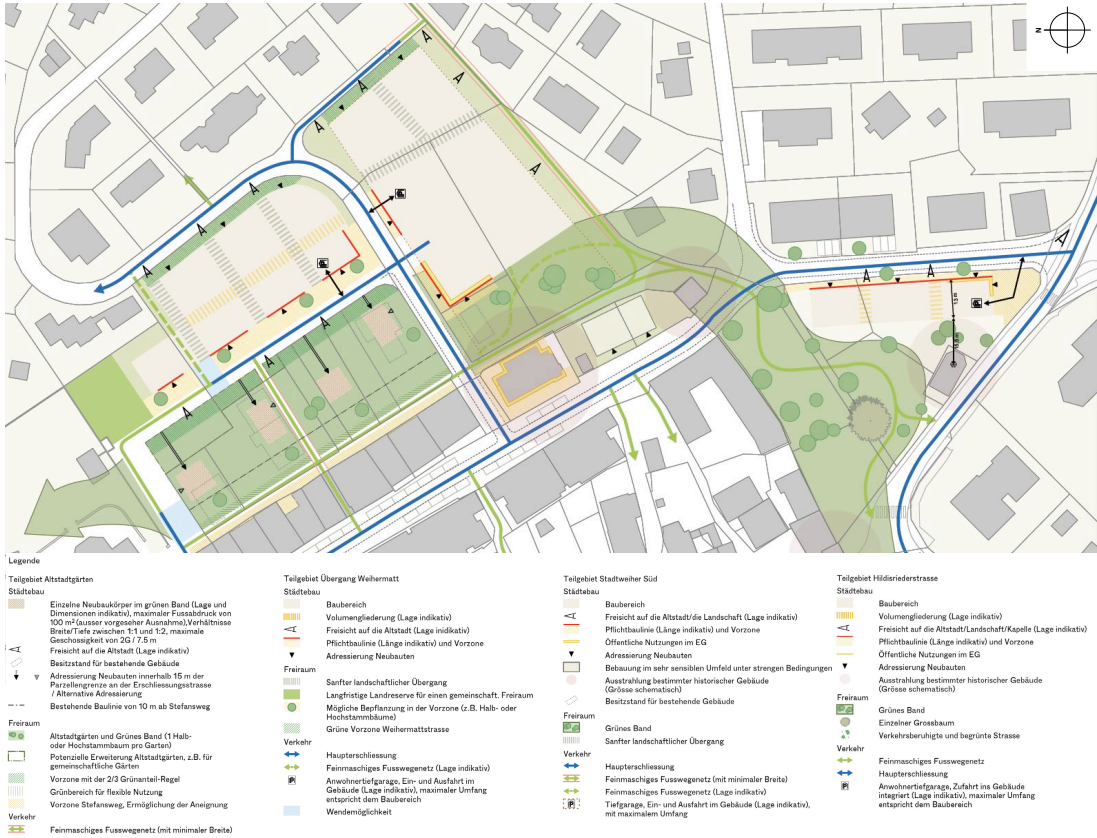 N
13 m
Legende
Teilgebiet Altstadtgärten
Städtebau
Einzelne Neubaukörper im grünen Band (Lage und
Dimensionen indikativ), maximaler Fussabdruck von
100 m² (ausser vorgeseher Ausnahme),Verhältnisse
Breite/Tiefe zwischen 1:1 und 1:2, maximale
Geschossigkeit von 2G / 7.5 m
Freisicht auf die Altstadt (Lage indikativ)
Besitzstand für bestehende Gebäude
Adressierung Neubauten innerhalb 15 m der
Parzellengrenze an der Erschliessungsstrasse
/ Alternative Adressierung
Bestehende Baulinie von 10 m ab Stefansweg
Freiraum
Altstadtgärten und Grünes Band (1 Halb-
oder Hochstammbaum pro Garten)
Potenzielle Erweiterung Altstadtgärten, z.B. für
gemeinschaftliche Gärten
Vorzone mit der 2/3 Grünanteil-Regel
Grünbereich für flexible Nutzung
Vorzone Stefansweg, Ermöglichung der Aneignung
Verkehr
Feinmaschiges Fusswegenetz (mit minimaler Breite)
Teilgebiet Übergang Weihermatt
Städtebau
Baubereich
Volumengliederung (Lage indikativ)
Freisicht auf die Altstadt (Lage indikativ)
Pflichtbaulinie (Länge indikativ) und Vorzone
Adressierung Neubauten
Freiraum
Sanfter landschaftlicher Übergang
Langfristige Landreserve für einen gemeinschaft. Freiraum
Mögliche Bepflanzung in der Vorzone (z.B. Halb- oder
Hochstammbäume)
Grüne Vorzone Weihermattstrasse
Verkehr
Haupterschliessung
Feinmaschiges Fusswegenetz (Lage indikativ)
P
Anwohnertiefgarage, Ein- und Ausfahrt im
Gebäude (Lage indikativ), maximaler Umfang
entspricht dem Baubereich
Wendemöglichkeit
Teilgebiet Stadtweiher Süd
Städtebau
Baubereich
Freisicht auf die Altstadt/die Landschaft (Lage indikativ)
Pflichtbaulinie (Länge indikativ) und Vorzone
Öffentliche Nutzungen im EG
Adressierung Neubauten
Bebauung im sehr sensiblen Umfeld unter strengen Bedingungen
Ausstrahlung bestimmter historischer Gebäude
(Grösse schematisch)
Besitzstand für bestehende Gebäude
Freiraum
Grünes Band
Sanfter landschaftlicher Übergang
Verkehr
Haupterschliessung
Feinmaschiges Fusswegenetz (mit minimaler Breite)
Feinmaschiges Fusswegenetz (Lage indikativ)
P
Tiefgarage, Ein- und Ausfahrt im Gebäude (Lage indikativ),
mit maximalem Umfang
Teilgebiet Hildisriederstrasse
Städtebau
Baubereich
Volumengliederung (Lage indikativ)
Freisicht auf die Altstadt/Landschaft/Kapelle (Lage indikativ)
Pflichtbaulinie (Länge indikativ) und Vorzone
Öffentliche Nutzungen im EG
Adressierung Neubauten
Ausstrahlung bestimmter historischer Gebäude
(Grösse schematisch)
Freiraum
Grünes Band
Einzelner Grossbaum
Verkehrsberuhigte und begrünte Strasse
Verkehr
Feinmaschiges Fusswegenetz
Haupterschliessung
P
Anwohnertiefgarage, Zufahrt ins Gebäude
integriert (Lage indikativ), maximaler Umfang
entspricht dem Baubereich